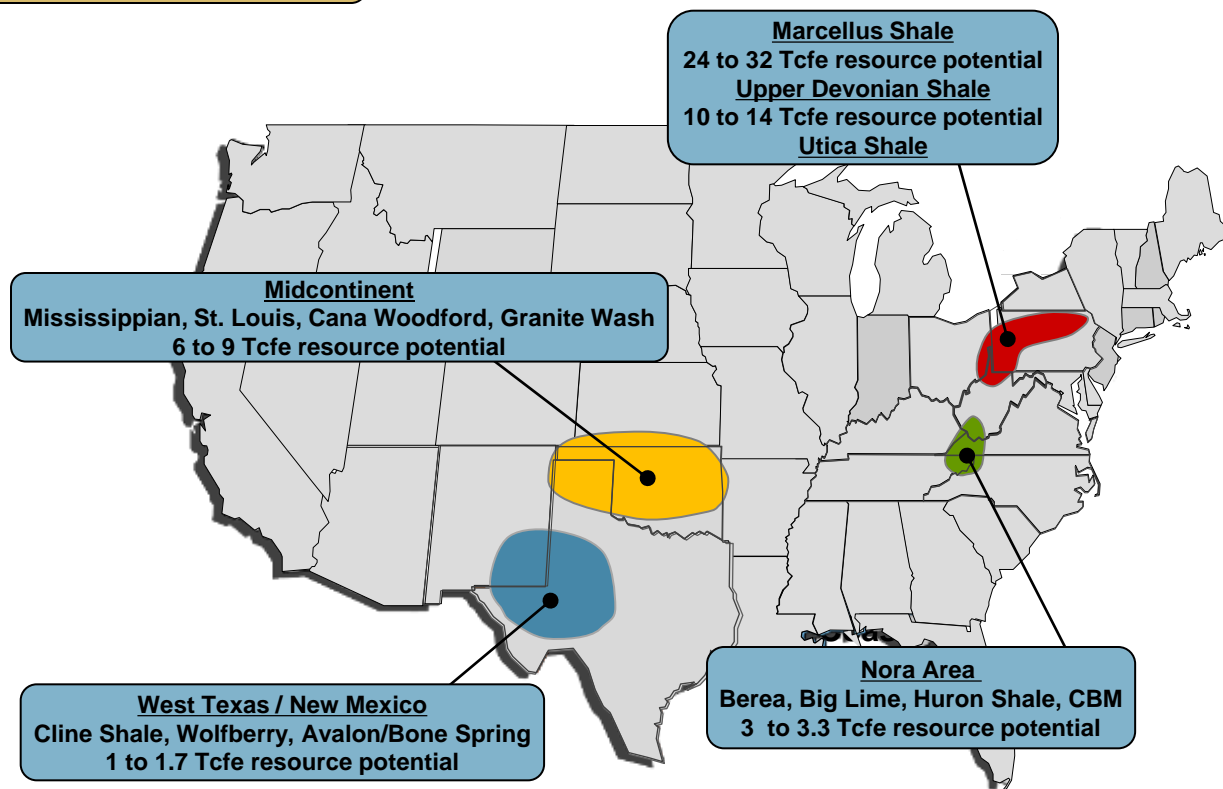 Marcellus Shale
24 to 32 Tcfe resource potential
Upper Devonian Shale
10 to 14 Tcfe resource potential
Utica Shale
Midcontinent
Mississippian, St. Louis, Cana Woodford, Granite Wash
6 to 9 Tcfe resource potential
West Texas / New Mexico
Cline Shale, Wolfberry, Avalon/Bone Spring
1 to 1.7 Tcfe resource potential
Nora Area
Berea, Big Lime, Huron Shale, CBM
3 to 3.3 Tcfe resource potential